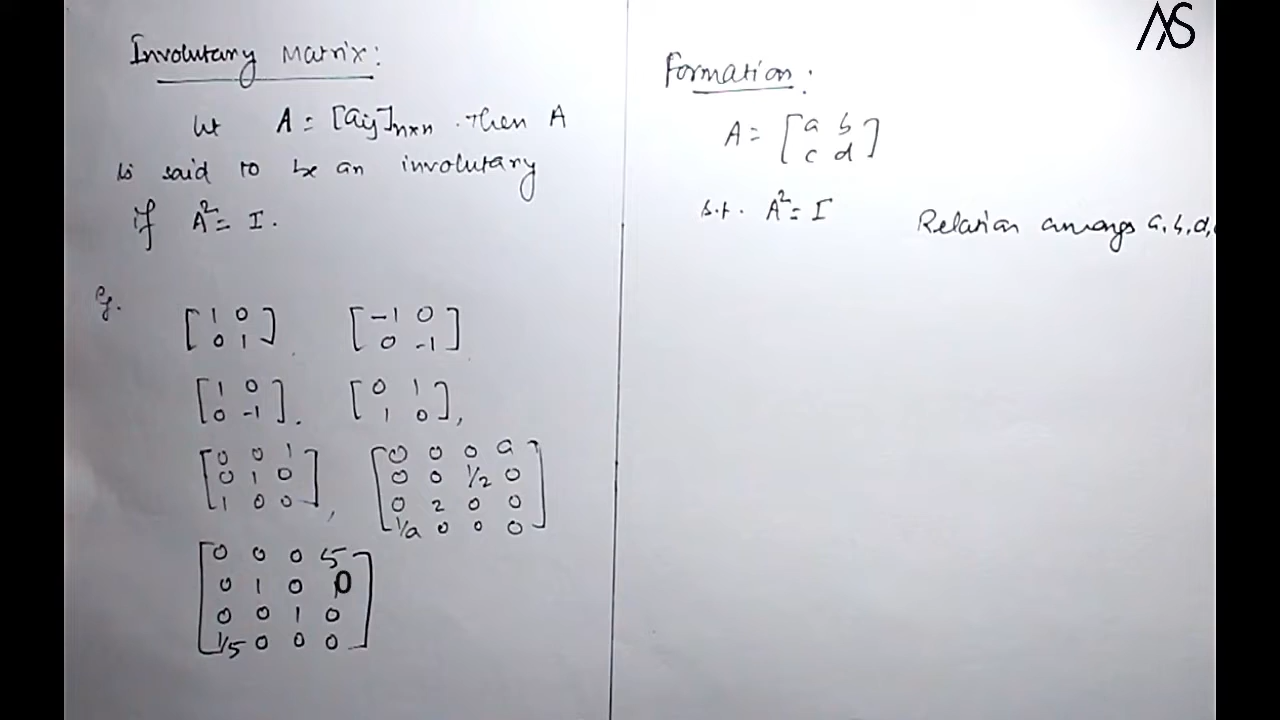 Involutary Matrix:
let A = [aij]n×n . Then A
is said to be an involutary
if A² = I.
eg.
[1 0
0 1]
[-1 0
0 -1]
[1 0
0 -1].
[0 1
1 0],
[0 0 1
0 1 0
1 0 0],
[0 0 0 a
0 0 1/2 0
0 2 0 0
1/a 0 0 0]
[0 0 0 5
0 1 0 0
0 0 1 0
1/5 0 0 0]
NS
Formation:
A = [a b
c d]
s.t. A² = I
Relation amongs a, b, d,